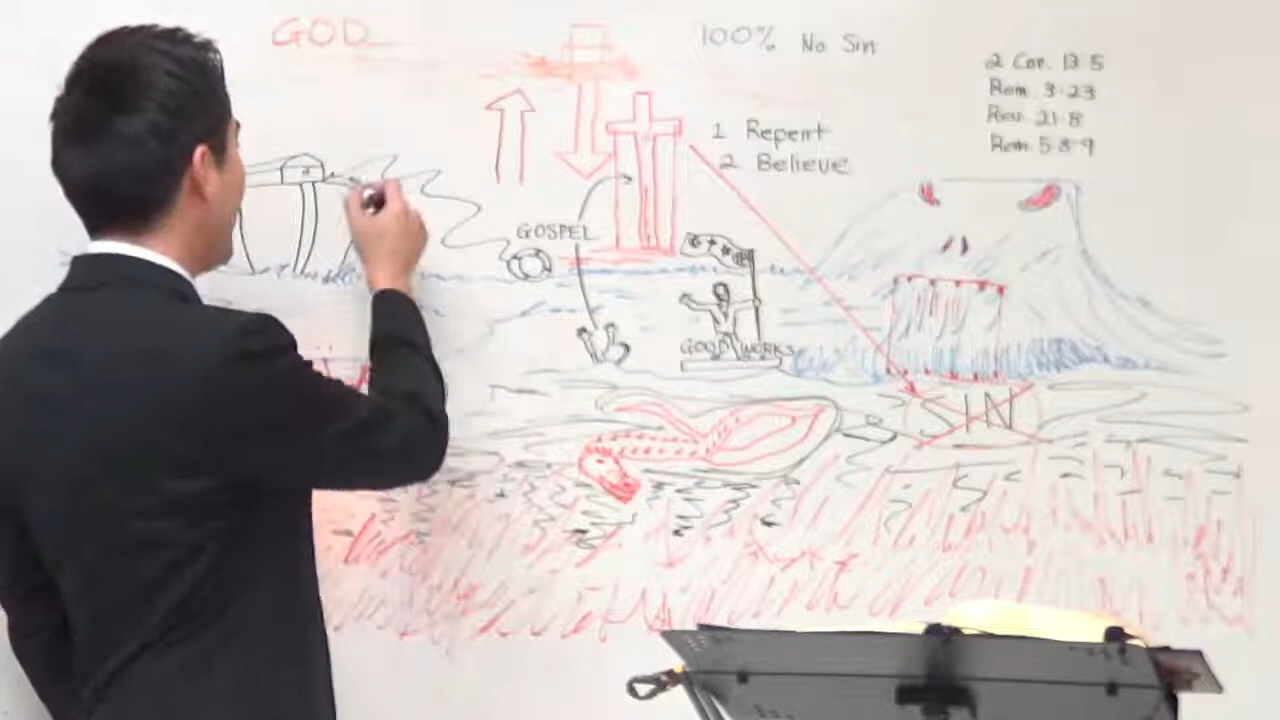 GOD
100% No Sin
2 Cor. 13:5
Rom. 3:23
Rev. 21:8
Rom 5:8-9
1 Repent
2 Believe
GOSPEL
GOOD WORKS
SIN